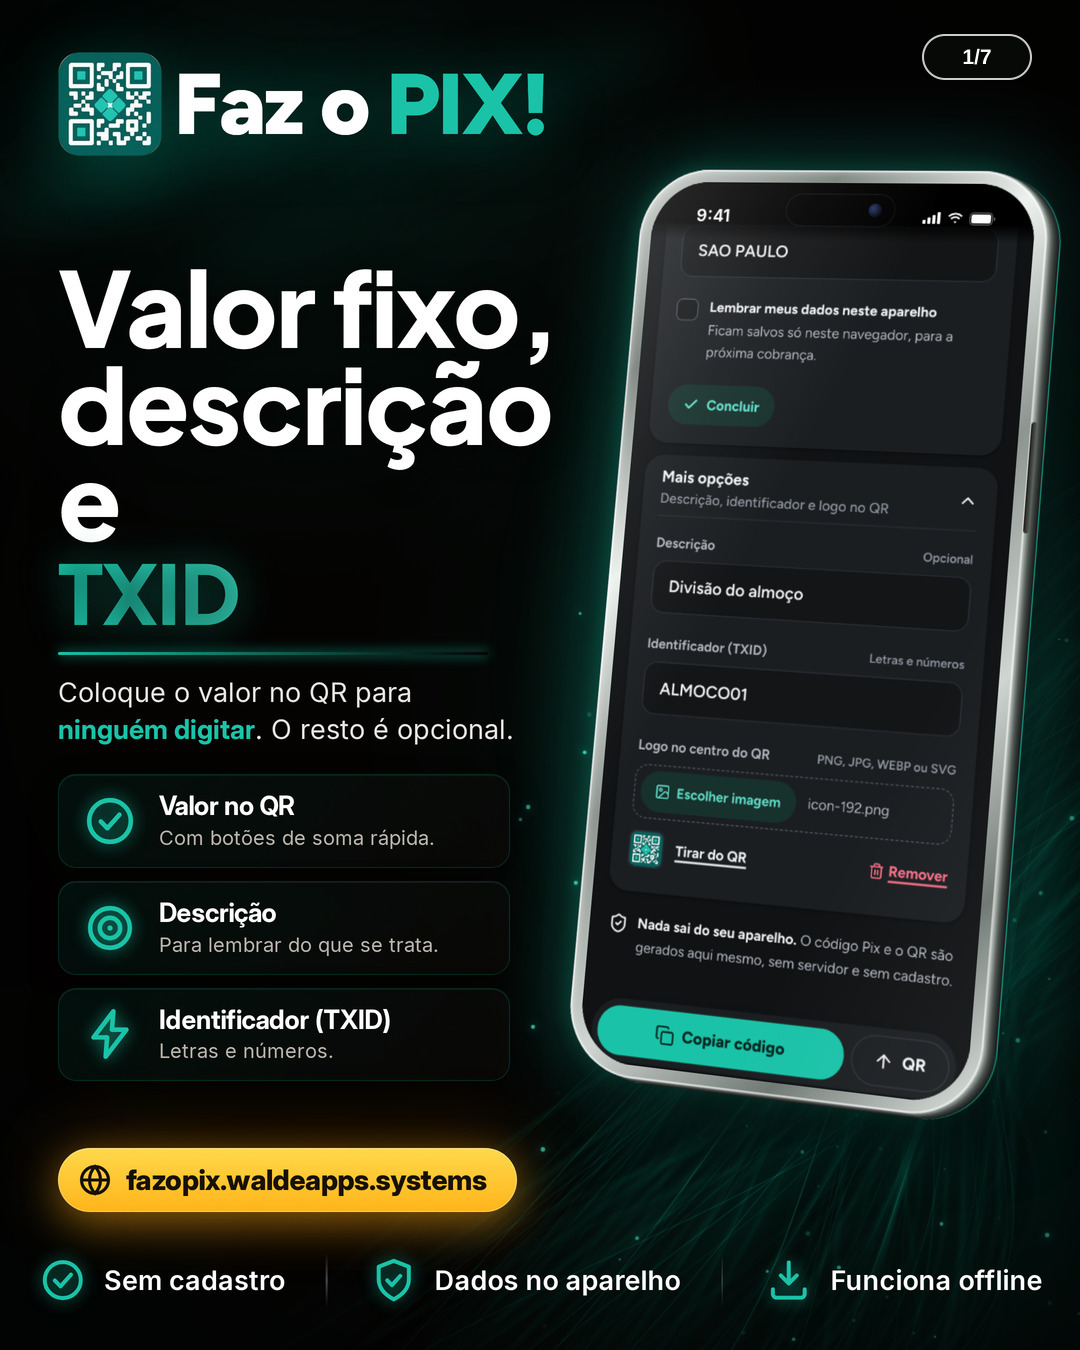 Faz o PIX!
1/7
Valor fixo,
descrição
e
TXID
Coloque o valor no QR para
ninguém digitar. O resto é opcional.
Valor no QR
Com botões de soma rápida.
Descrição
Para lembrar do que se trata.
Identificador (TXID)
Letras e números.
fazopix.waldeapps.systems
9:41
SAO PAULO
Lembrar meus dados neste aparelho
Ficam salvos só neste navegador, para a
próxima cobrança.
Concluir
Mais opções
Descrição, identificador e logo no QR
Descrição
Opcional
Divisão do almoço
Identificador (TXID)
Letras e números
ALMOCO01
Logo no centro do QR
PNG, JPG, WEBP ou SVG
Escolher imagem
icon-192.png
Tirar do QR
Remover
Nada sai do seu aparelho. O código Pix e o QR são
gerados aqui mesmo, sem servidor e sem cadastro.
Copiar código
QR
Sem cadastro
Dados no aparelho
Funciona offline